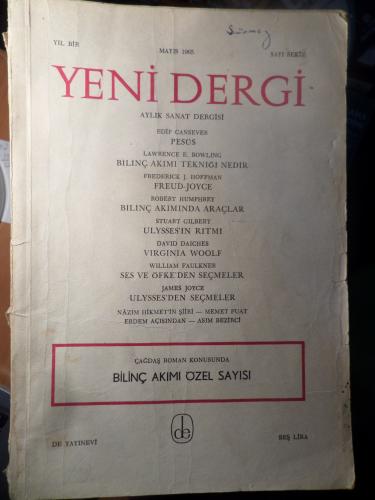 YIL BİR MAYIS 1965 SAYI SEKİZ
YENİ DERGİ
AYLIK SANAT DERGİSİ
EDİP CANSEVER
PESÜS
LAWRENCE E. BOWLING
BİLİNÇ AKIMI TEKNİĞİ NEDİR
FREDERICK J. HOFFMAN
FREUD-JOYCE
ROBERT HUMPHREY
BİLİNÇ AKIMINDA ARAÇLAR
STUART GILBERT
ULYSSES'IN RITMI
DAVID DAICHES
VIRGINIA WOOLF
WILLIAM FAULKNER
SES VE ÖFKE'DEN SEÇMELER
JAMES JOYCE
ULYSSES'DEN SEÇMELER
NÂZIM HİKMET'İN ŞİİRİ — MEMET FUAT
ERDEM AÇISINDAN — ASIM BEZİRCİ
ÇAĞDAŞ ROMAN KONUSUNDA
BİLİNÇ AKIMI ÖZEL SAYISI
de
DE YAYINEVİ BEŞ LİRA